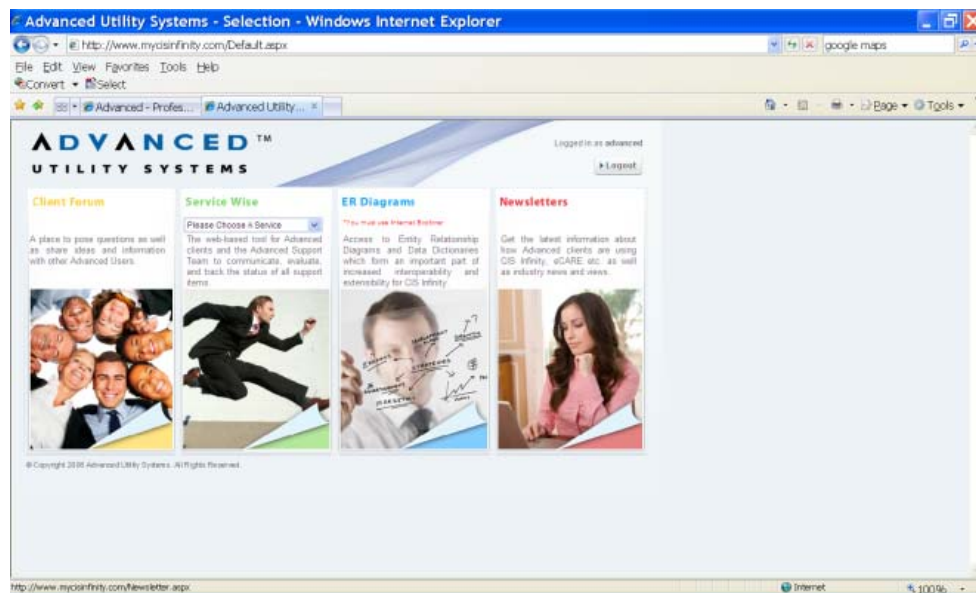 Advanced Utility Systems - Selection - Windows Internet Explorer
http://www.mycisinfinity.com/Default.aspx
google maps
File Edit View Favorites Tools Help
Convert Select
Advanced - Profes...
Advanced Utility...
Page Tools
ADVANCED™
UTILITY SYSTEMS
Logged in as advanced
Logout
Client Forum
A place to pose questions as well
as share ideas and information
with other Advanced Users.
Service Wise
Please Choose A Service
The web-based tool for Advanced
clients and the Advanced Support
Team to communicate, evaluate,
and track the status of all support
items.
ER Diagrams
*You must use Internet Explorer
Access to Entity Relationship
Diagrams and Data Dictionaries
which form an important part of
increased interoperability and
extensibility for CIS Infinity
Newsletters
Get the latest information about
how Advanced clients are using
CIS Infinity, eCARE etc. as well
as industry news and views.
STRATEGIES
MARKETING
© Copyright 2008 Advanced Utility Systems. All Rights Reserved.
http://www.mycisinfinity.com/Newsletter.aspx
Internet
100%